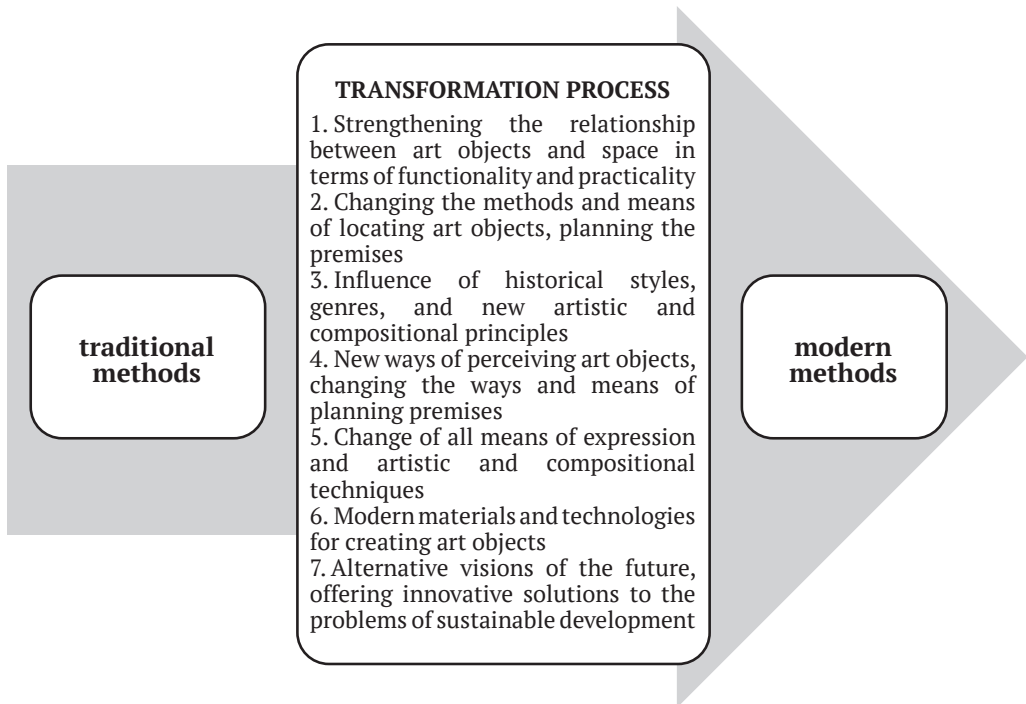 traditional
methods
TRANSFORMATION PROCESS
1. Strengthening the relationship
between art objects and space in
terms of functionality and practicality
2. Changing the methods and means
of locating art objects, planning the
premises
3. Influence of historical styles,
genres, and new artistic and
compositional principles
4. New ways of perceiving art objects,
changing the ways and means of
planning premises
5. Change of all means of expression
and artistic and compositional
techniques
6. Modern materials and technologies
for creating art objects
7. Alternative visions of the future,
offering innovative solutions to the
problems of sustainable development
modern
methods